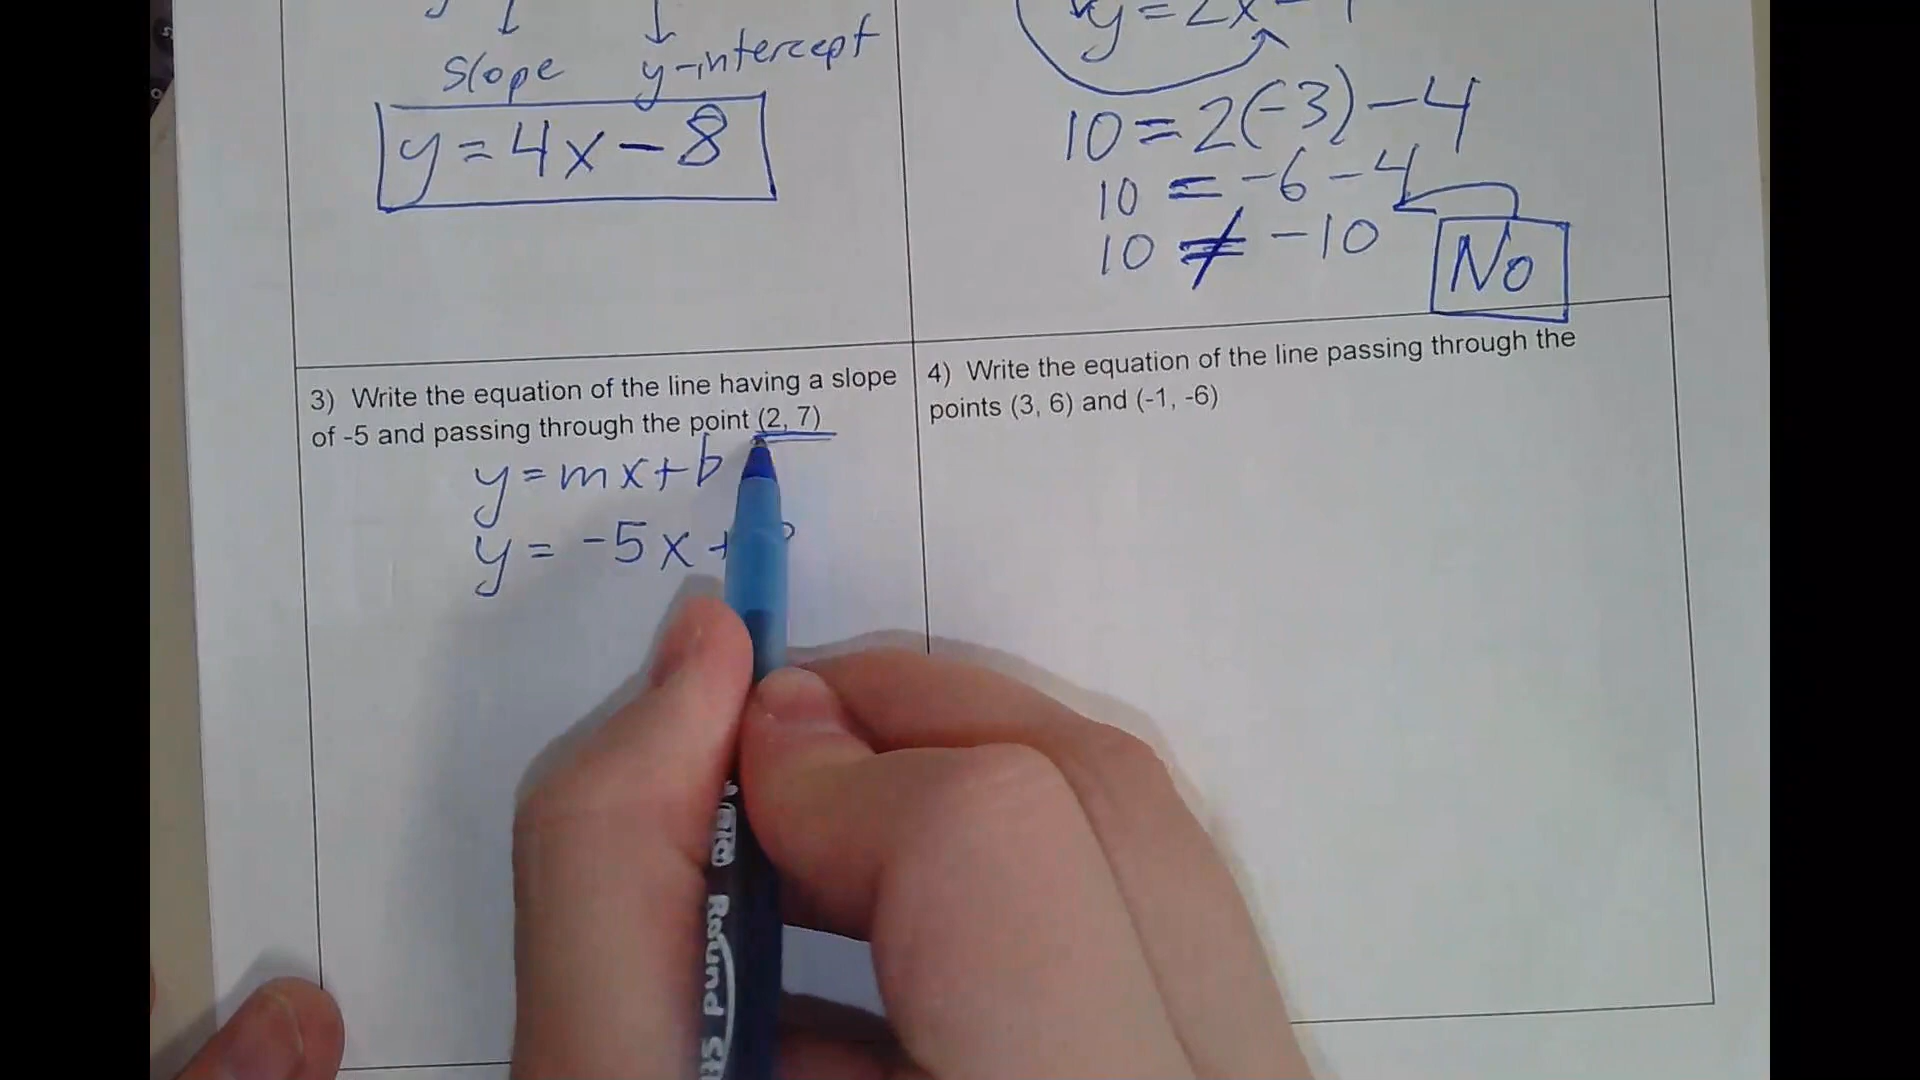 slope
y-intercept
y = 4x - 8
10 = 2(-3) - 4
10 = -6 - 4
10 ≠ -10
No
3) Write the equation of the line having a slope
of -5 and passing through the point (2, 7)
y = mx + b
y = -5x +
4) Write the equation of the line passing through the
points (3, 6) and (-1, -6)
BIC Round